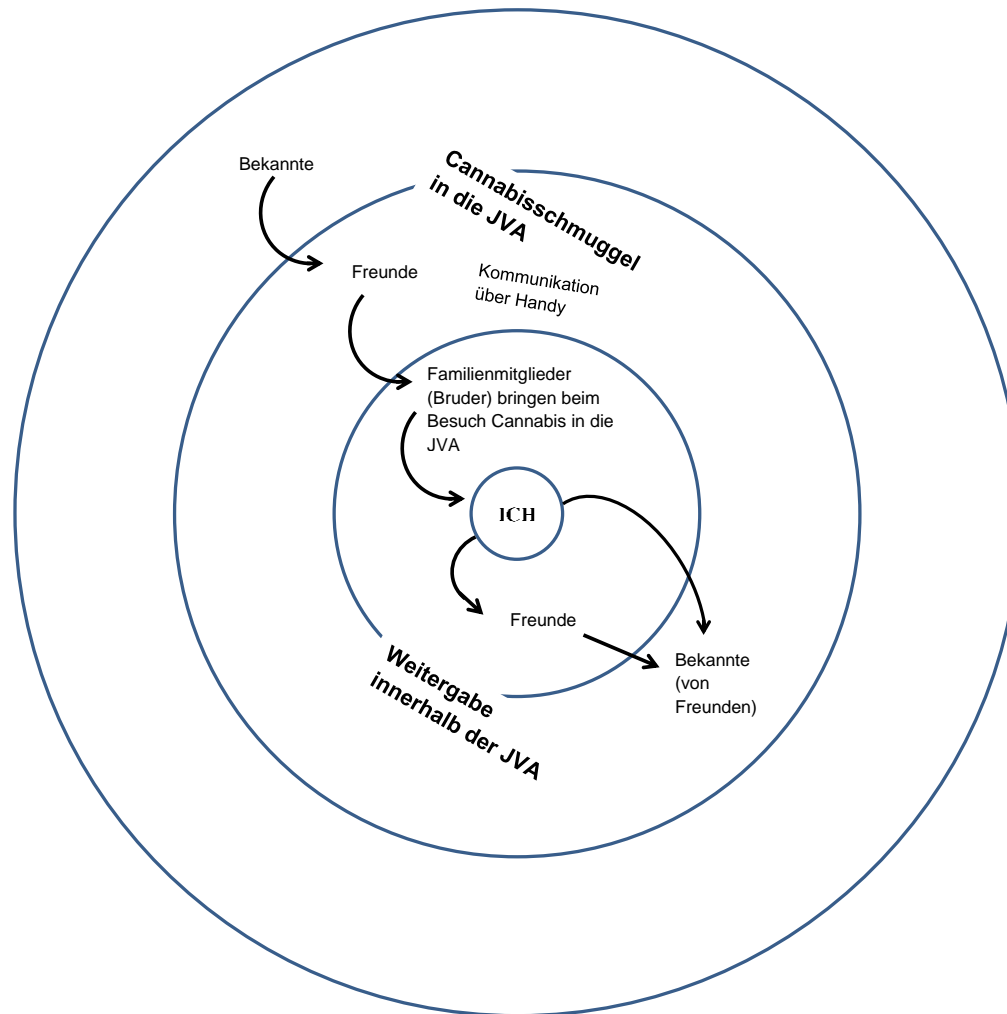 Bekannte
Cannabisschmuggel
in die JVA
Freunde
Kommunikation
über Handy
Familienmitglieder
(Bruder) bringen beim
Besuch Cannabis in die
JVA
ICH
Freunde
Bekannte
(von
Freunden)
Weitergabe
innerhalb der JVA